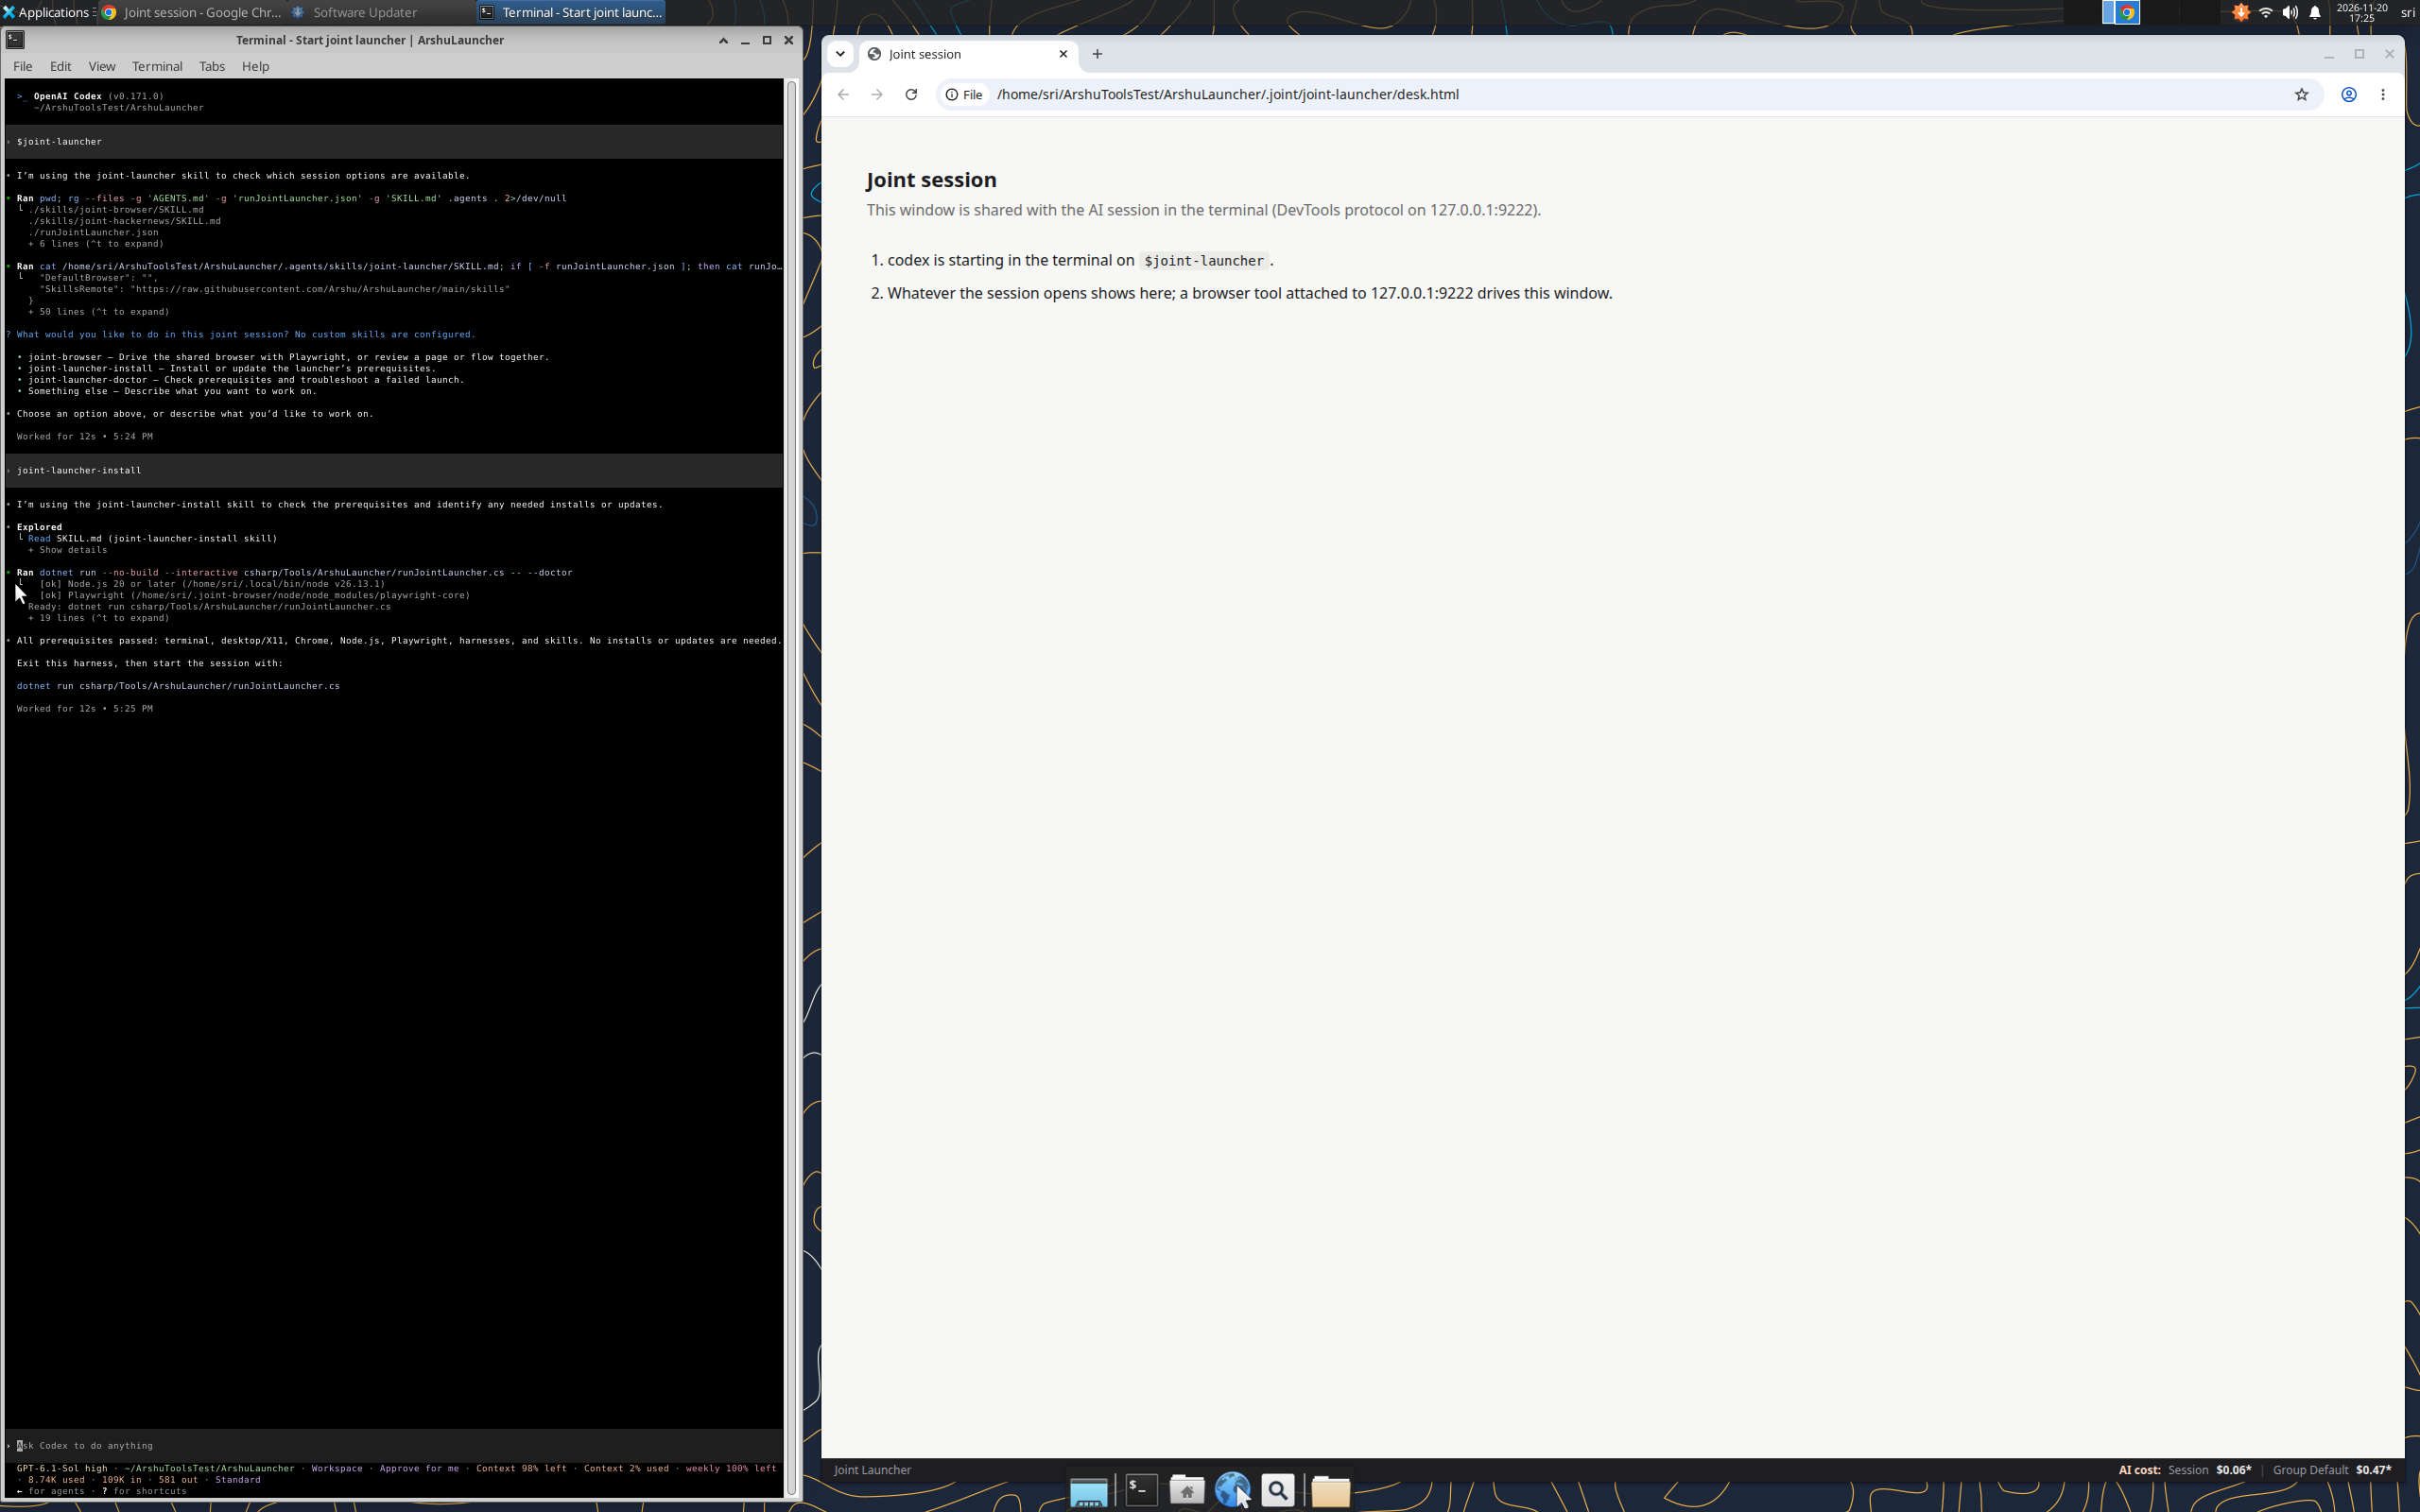 Applications
Joint session - Google Chr...
Software Updater
Terminal - Start joint launc...
2026-11-20
17:25
sri
Terminal - Start joint launcher | ArshuLauncher
File Edit View Terminal Tabs Help
>_ OpenAI Codex (v0.171.0)
~/ArshuToolsTest/ArshuLauncher
› $joint-launcher
• I’m using the joint-launcher skill to check which session options are available.
• Ran pwd; rg --files -g 'AGENTS.md' -g 'runJointLauncher.json' -g 'SKILL.md' .agents . 2>/dev/null
└ ./skills/joint-browser/SKILL.md
./skills/joint-hackernews/SKILL.md
./runJointLauncher.json
+ 6 lines (^t to expand)
• Ran cat /home/sri/ArshuToolsTest/ArshuLauncher/.agents/skills/joint-launcher/SKILL.md; if [ -f runJointLauncher.json ]; then cat runJo…
└ "DefaultBrowser": "",
"SkillsRemote": "https://raw.githubusercontent.com/Arshu/ArshuLauncher/main/skills"
}
+ 50 lines (^t to expand)
? What would you like to do in this joint session? No custom skills are configured.
• joint-browser — Drive the shared browser with Playwright, or review a page or flow together.
• joint-launcher-install — Install or update the launcher’s prerequisites.
• joint-launcher-doctor — Check prerequisites and troubleshoot a failed launch.
• Something else — Describe what you want to work on.
• Choose an option above, or describe what you’d like to work on.
Worked for 12s • 5:24 PM
› joint-launcher-install
• I’m using the joint-launcher-install skill to check the prerequisites and identify any needed installs or updates.
• Explored
└ Read SKILL.md (joint-launcher-install skill)
+ Show details
• Ran dotnet run --no-build --interactive csharp/Tools/ArshuLauncher/runJointLauncher.cs -- --doctor
└ [ok] Node.js 20 or later (/home/sri/.local/bin/node v26.13.1)
[ok] Playwright (/home/sri/.joint-browser/node/node_modules/playwright-core)
Ready: dotnet run csharp/Tools/ArshuLauncher/runJointLauncher.cs
+ 19 lines (^t to expand)
• All prerequisites passed: terminal, desktop/X11, Chrome, Node.js, Playwright, harnesses, and skills. No installs or updates are needed.
Exit this harness, then start the session with:
dotnet run csharp/Tools/ArshuLauncher/runJointLauncher.cs
Worked for 12s • 5:25 PM
› Ask Codex to do anything
GPT-6.1-Sol high · ~/ArshuToolsTest/ArshuLauncher · Workspace · Approve for me · Context 98% left · Context 2% used · weekly 100% left
· 8.74K used · 109K in · 581 out · Standard
← for agents · ? for shortcuts
Joint session
File /home/sri/ArshuToolsTest/ArshuLauncher/.joint/joint-launcher/desk.html
Joint session
This window is shared with the AI session in the terminal (DevTools protocol on 127.0.0.1:9222).
1. codex is starting in the terminal on $joint-launcher.
2. Whatever the session opens shows here; a browser tool attached to 127.0.0.1:9222 drives this window.
Joint Launcher
AI cost: Session $0.06* | Group Default $0.47*